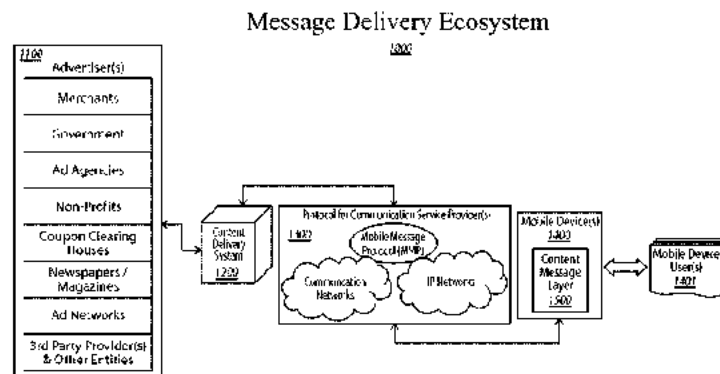 Message Delivery Ecosystem
1000
1100
Advertiser(s)
Merchants
Government
Ad Agencies
Non-Profits
Coupon Clearing
Houses
Newspapers /
Magazines
Ad Networks
3rd Party Provider(s)
& Other Entities
Content
Delivery
System
1200
Protocol for Communication Service Provider(s)
Mobile Message
Protocol (MMP)
Communication
Networks
IP Networks
Mobile Device(s)
1400
Content
Message
Layer
1500
Mobile Device
User(s)
1401